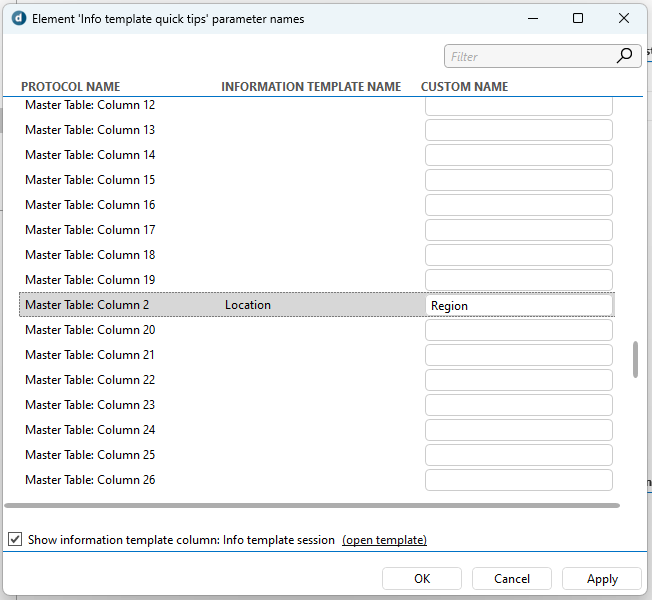 Element 'Info template quick tips' parameter names
Filter
PROTOCOL NAME INFORMATION TEMPLATE NAME CUSTOM NAME
Master Table: Column 12
Master Table: Column 13
Master Table: Column 14
Master Table: Column 15
Master Table: Column 16
Master Table: Column 17
Master Table: Column 18
Master Table: Column 19
Master Table: Column 2 Location Region
Master Table: Column 20
Master Table: Column 21
Master Table: Column 22
Master Table: Column 23
Master Table: Column 24
Master Table: Column 25
Master Table: Column 26
Show information template column: Info template session (open template)
OK Cancel Apply